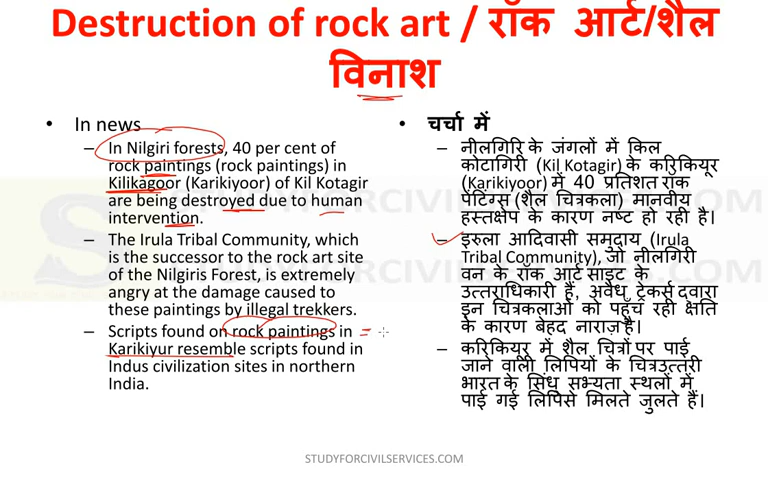 Destruction of rock art / रॉक आर्ट/शैल
विनाश
• In news
– In Nilgiri forests, 40 per cent of
rock paintings (rock paintings) in
Kilikagoor (Karikiyoor) of Kil Kotagir
are being destroyed due to human
intervention.
– The Irula Tribal Community, which
is the successor to the rock art site
of the Nilgiris Forest, is extremely
angry at the damage caused to
these paintings by illegal trekkers.
– Scripts found on rock paintings in
Karikiyur resemble scripts found in
Indus civilization sites in northern
India.
• चर्चा में
– नीलगिरि के जंगलों में किल
कोटागिरी (Kil Kotagir) के करिकियूर
(Karikiyoor) में 40 प्रतिशत रॉक
पेंटिंग्स (शैल चित्रकला) मानवीय
हस्तक्षेप के कारण नष्ट हो रही है।
– इरुला आदिवासी समुदाय (Irula
Tribal Community), जो नीलगिरी
वन के रॉक आर्ट साइट के
उत्तराधिकारी हैं, अवैध ट्रेकर्स द्वारा
इन चित्रकलाओं को पहुँच रही क्षति
के कारण बेहद नाराज़ है।
– करिकियूर में शैल चित्रों पर पाई
जाने वाली लिपियों के चित्रउत्तरी
भारत के सिंधु सभ्यता स्थलों में
पाई गई लिपिसे मिलते जुलते हैं।
STUDYFORCIVILSERVICES.COM